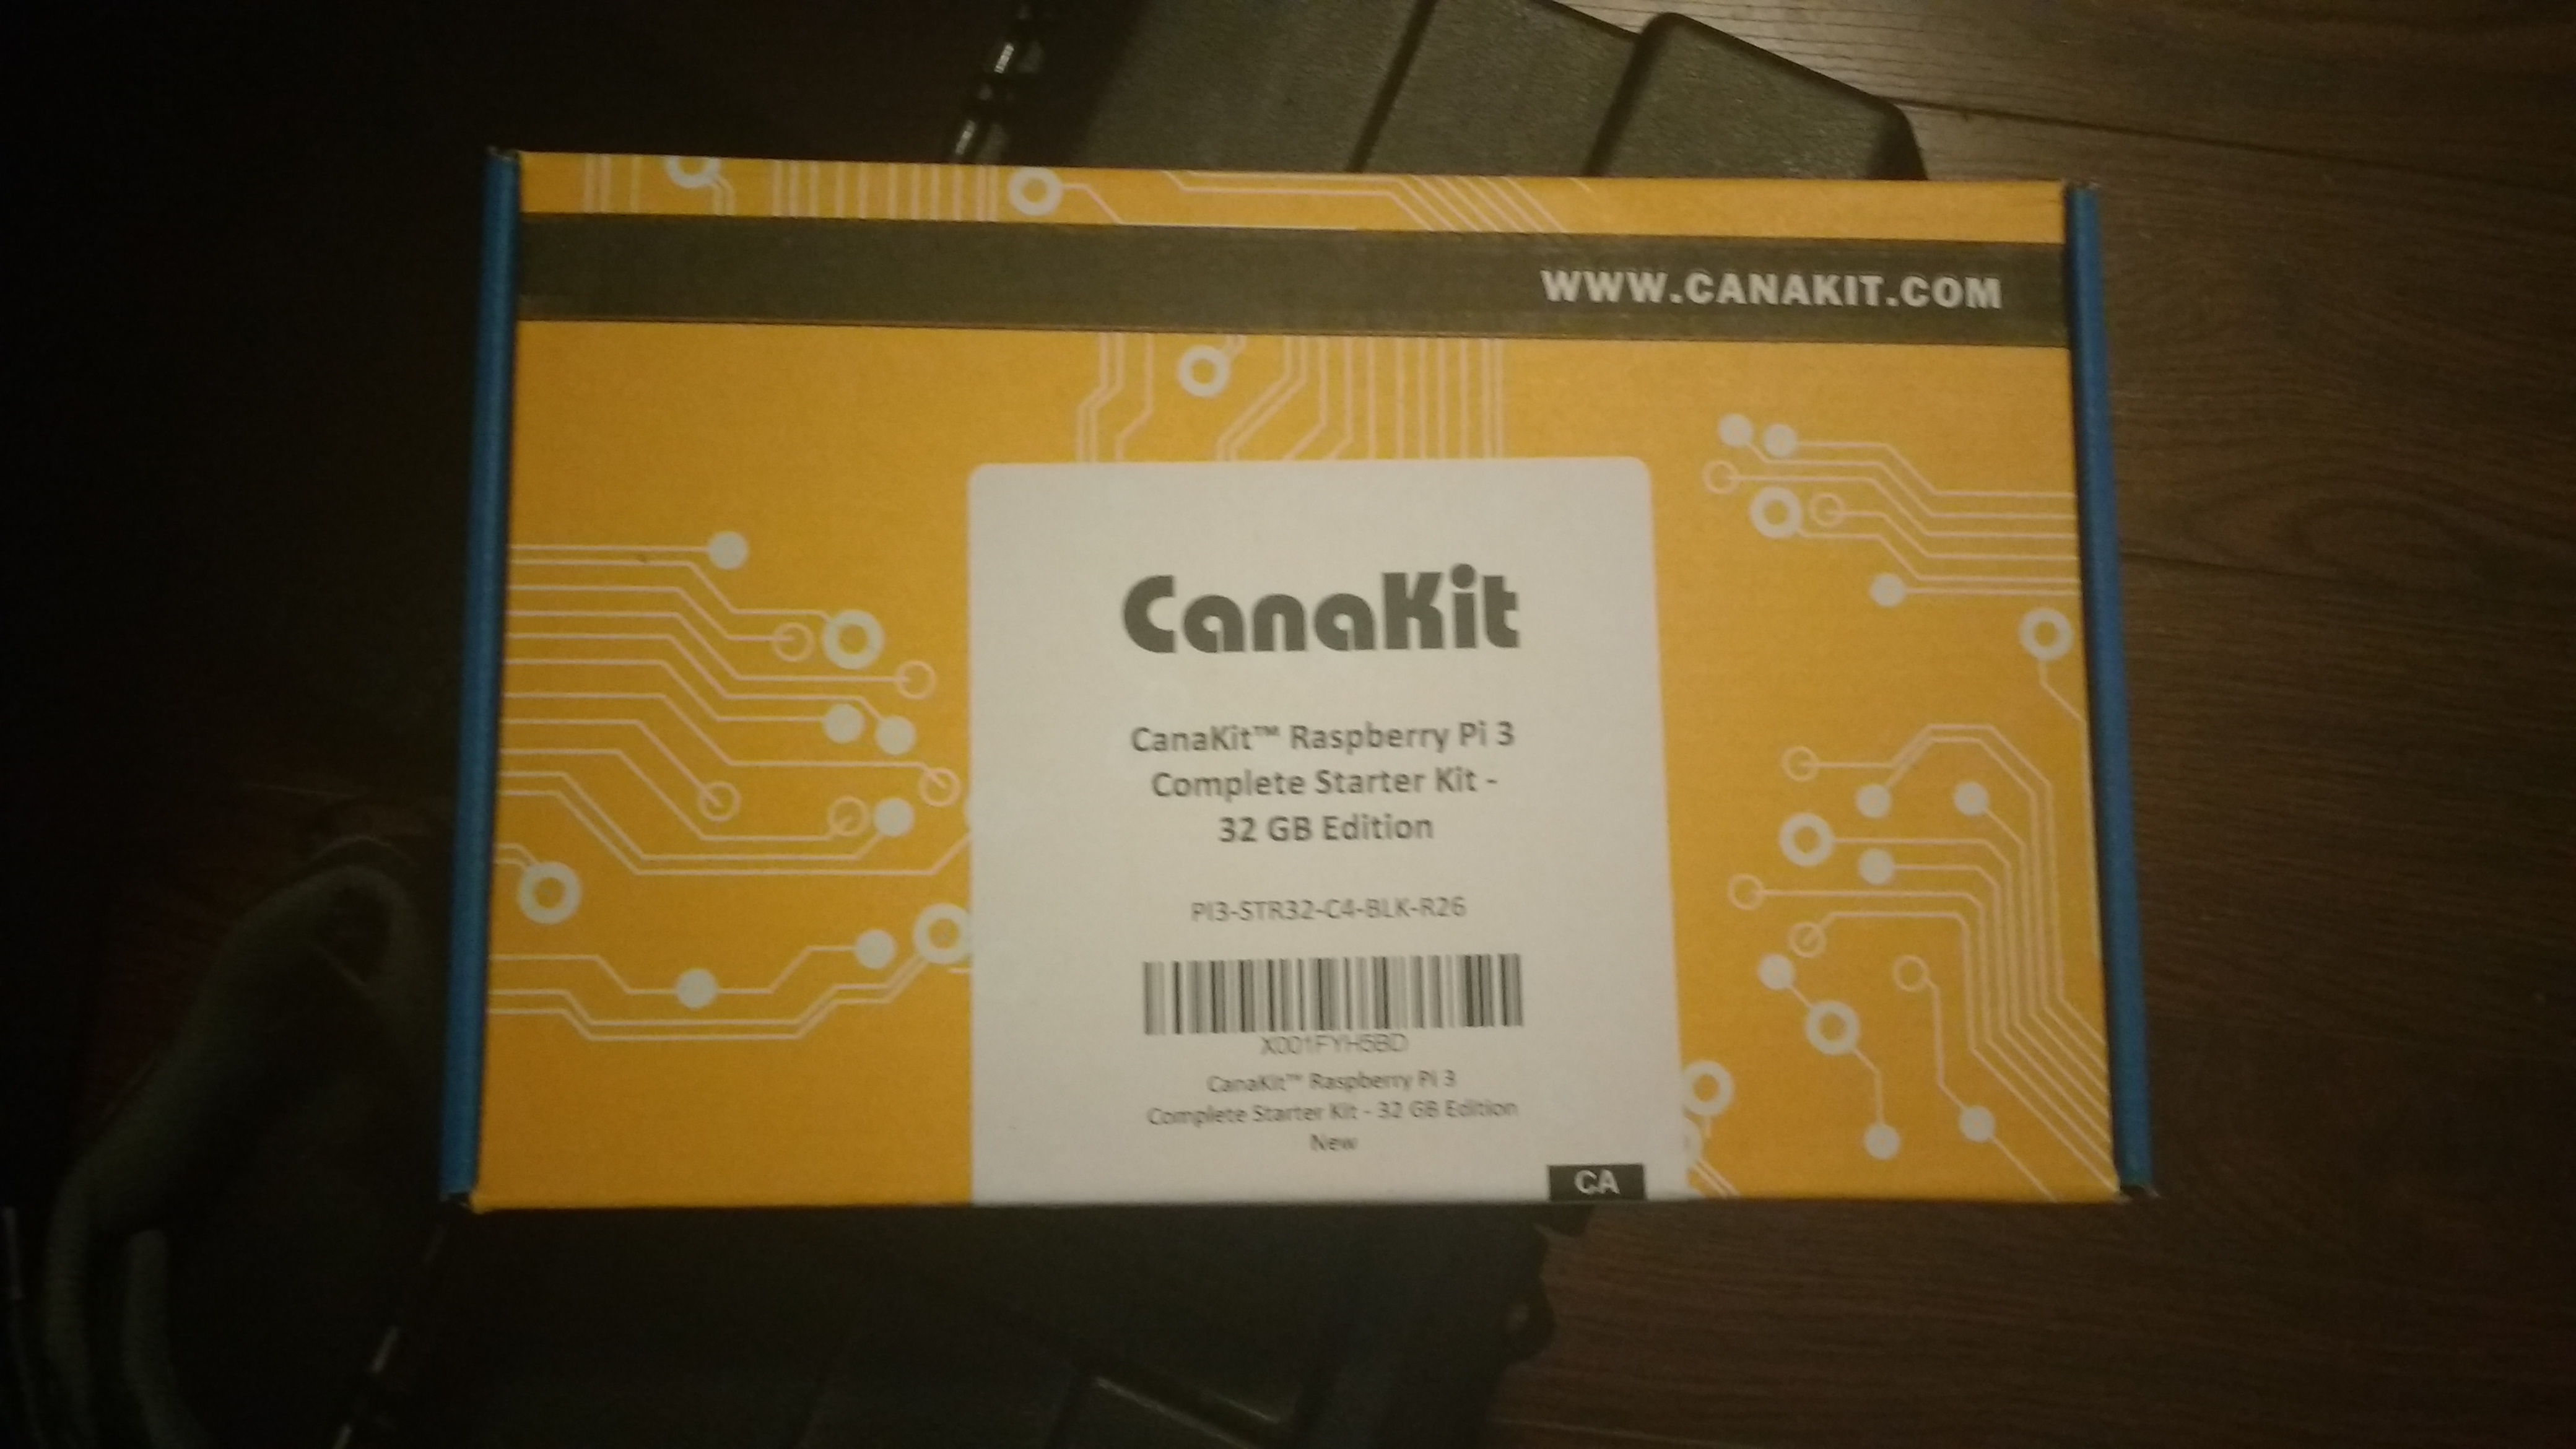 WWW.CANAKIT.COM
CanaKit
CanaKit™ Raspberry Pi 3
Complete Starter Kit -
32 GB Edition
PI3-STR32-C4-BLK-R26
X001FYH5BD
CanaKit™ Raspberry Pi 3
Complete Starter Kit - 32 GB Edition
New
CA